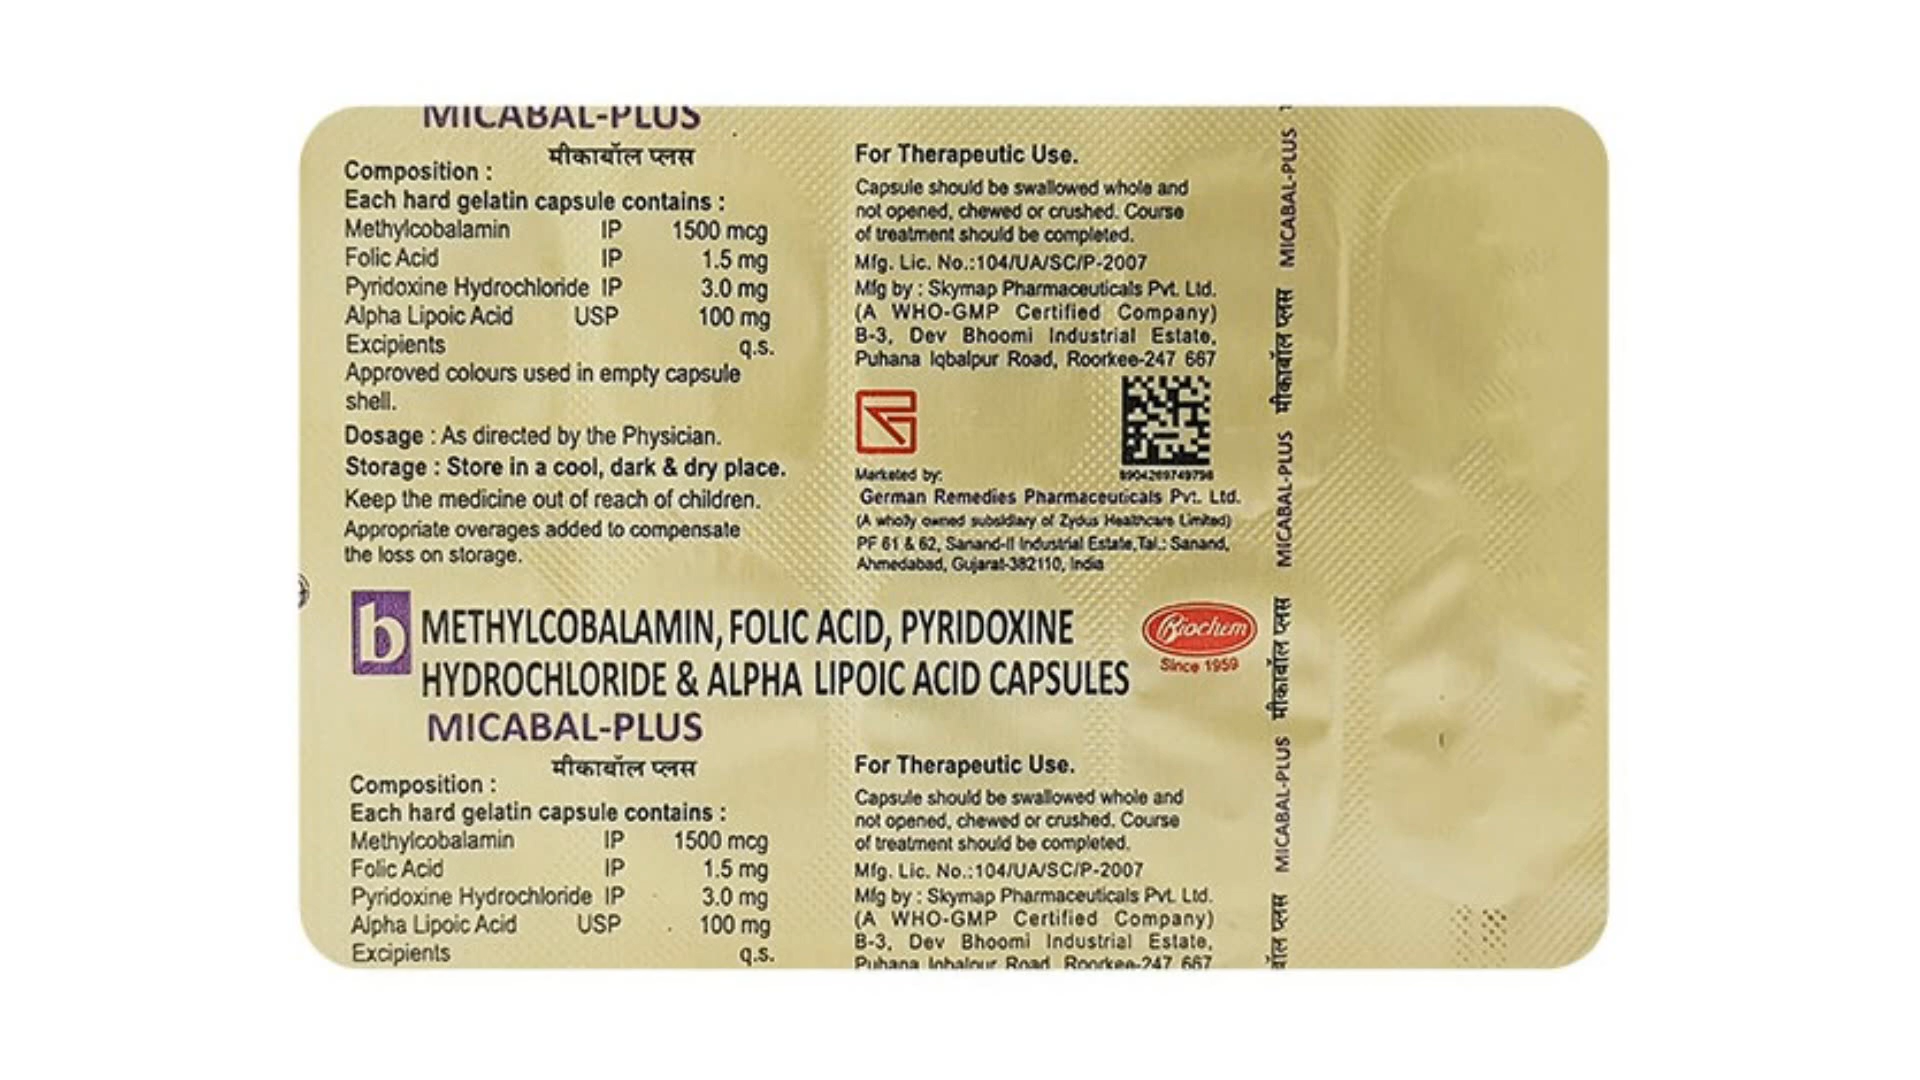 MICABAL-PLUS
मीकाबॉल प्लस
Composition :
Each hard gelatin capsule contains :
Methylcobalamin IP 1500 mcg
Folic Acid IP 1.5 mg
Pyridoxine Hydrochloride IP 3.0 mg
Alpha Lipoic Acid USP 100 mg
Excipients q.s.
Approved colours used in empty capsule
shell.
Dosage : As directed by the Physician.
Storage : Store in a cool, dark & dry place.
Keep the medicine out of reach of children.
Appropriate overages added to compensate
the loss on storage.
For Therapeutic Use.
Capsule should be swallowed whole and
not opened, chewed or crushed. Course
of treatment should be completed.
Mfg. Lic. No.:104/UA/SC/P-2007
Mfg by : Skymap Pharmaceuticals Pvt. Ltd.
(A WHO-GMP Certified Company)
B-3, Dev Bhoomi Industrial Estate,
Puhana Iqbalpur Road, Roorkee-247 667
8904269749798
Marketed by:
German Remedies Pharmaceuticals Pvt. Ltd.
(A wholly owned subsidiary of Zydus Healthcare Limited)
PF 61 & 62, Sanand-II Industrial Estate,Tal.: Sanand,
Ahmedabad, Gujarat-382110, India
b METHYLCOBALAMIN, FOLIC ACID, PYRIDOXINE
HYDROCHLORIDE & ALPHA LIPOIC ACID CAPSULES
Biochem
Since 1959
MICABAL-PLUS
मीकाबॉल प्लस
Composition :
Each hard gelatin capsule contains :
Methylcobalamin IP 1500 mcg
Folic Acid IP 1.5 mg
Pyridoxine Hydrochloride IP 3.0 mg
Alpha Lipoic Acid USP 100 mg
Excipients q.s.
For Therapeutic Use.
Capsule should be swallowed whole and
not opened, chewed or crushed. Course
of treatment should be completed.
Mfg. Lic. No.:104/UA/SC/P-2007
Mfg by : Skymap Pharmaceuticals Pvt. Ltd.
(A WHO-GMP Certified Company)
B-3, Dev Bhoomi Industrial Estate,
Puhana Iqbalpur Road, Roorkee-247 667
बॉल प्लस MICABAL-PLUS मीकाबॉल प्लस MICABAL-PLUS मीकाबॉल प्लस MICABAL-PLUS